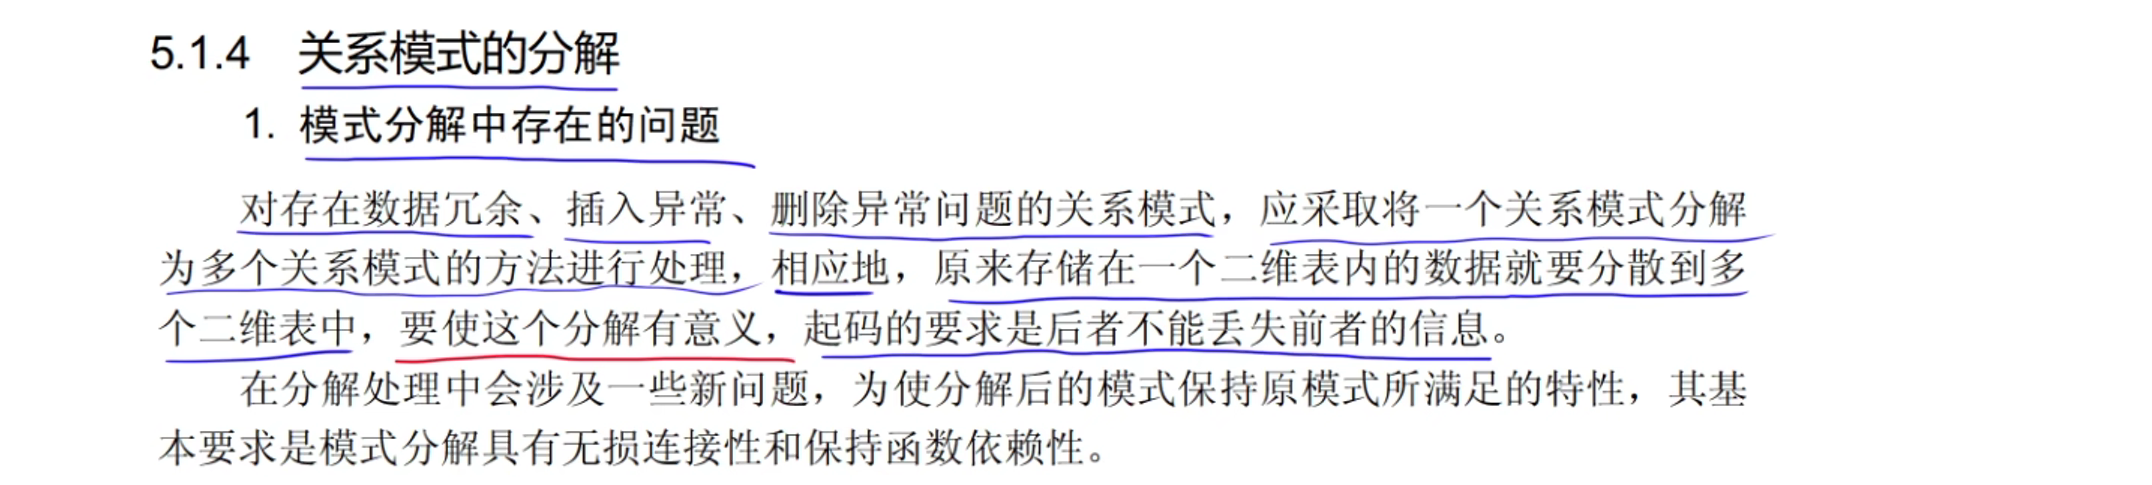 5.1.4 关系模式的分解
1. 模式分解中存在的问题
对存在数据冗余、插入异常、删除异常问题的关系模式，应采取将一个关系模式分解
为多个关系模式的方法进行处理，相应地，原来存储在一个二维表内的数据就要分散到多
个二维表中，要使这个分解有意义，起码的要求是后者不能丢失前者的信息。
在分解处理中会涉及一些新问题，为使分解后的模式保持原模式所满足的特性，其基
本要求是模式分解具有无损连接性和保持函数依赖性。